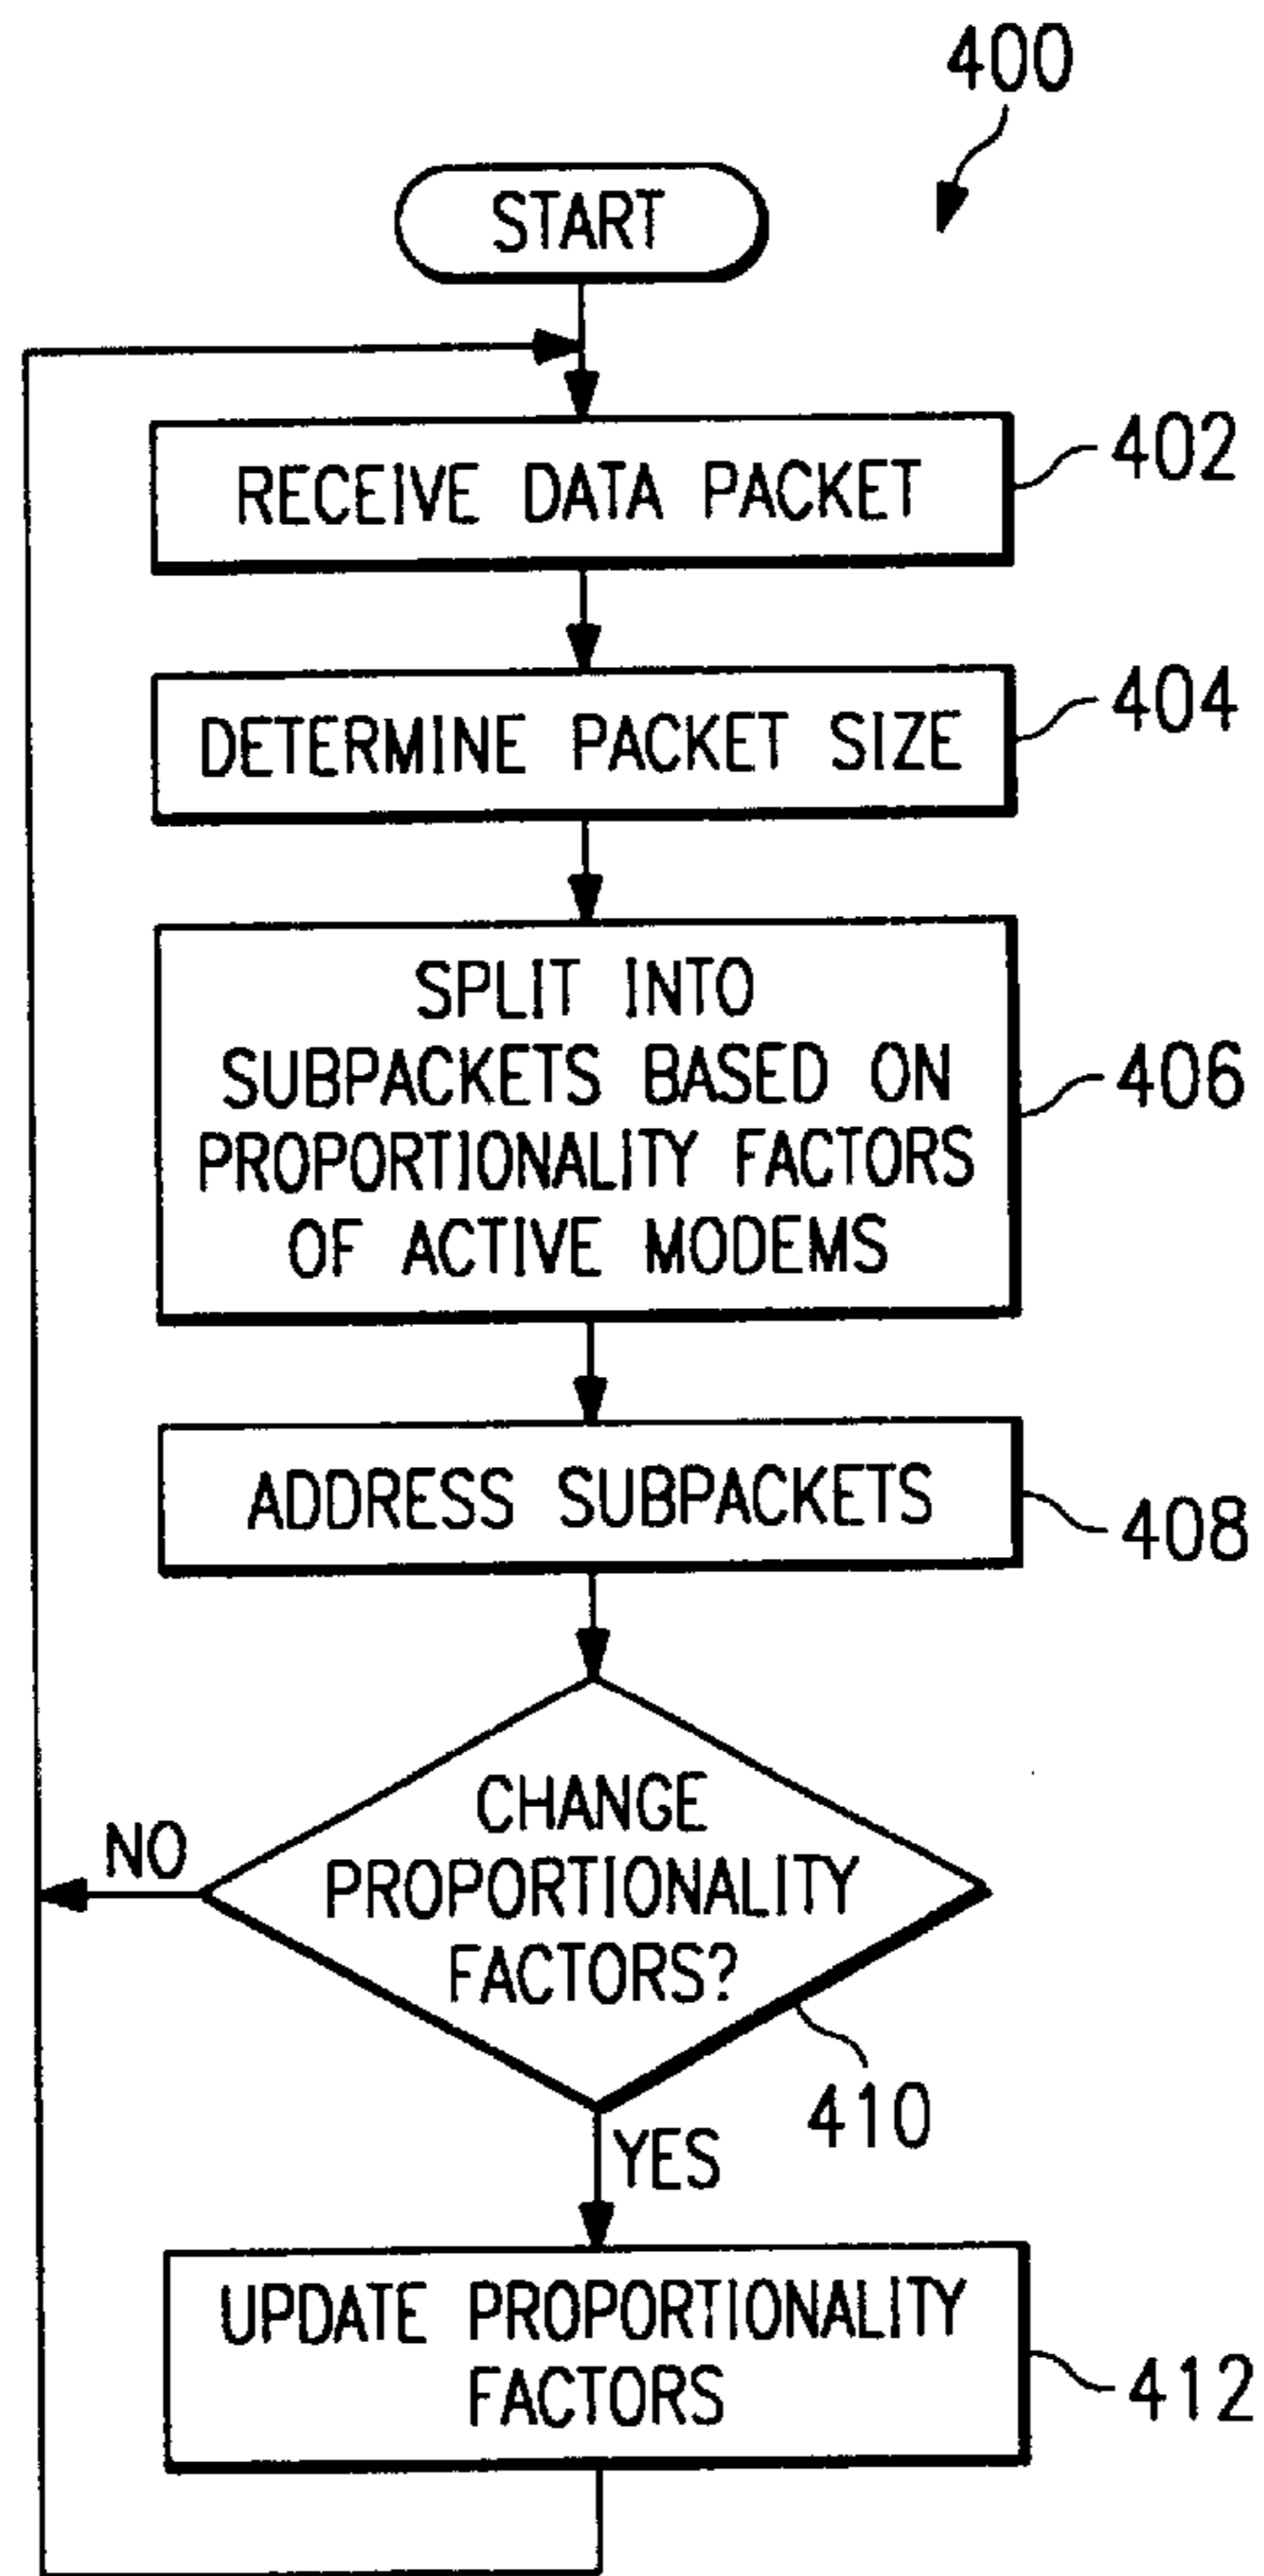 400
START
RECEIVE DATA PACKET
402
DETERMINE PACKET SIZE
404
SPLIT INTO
SUBPACKETS BASED ON
PROPORTIONALITY FACTORS
OF ACTIVE MODEMS
406
ADDRESS SUBPACKETS
408
CHANGE
PROPORTIONALITY
FACTORS?
NO
410
YES
UPDATE PROPORTIONALITY
FACTORS
412